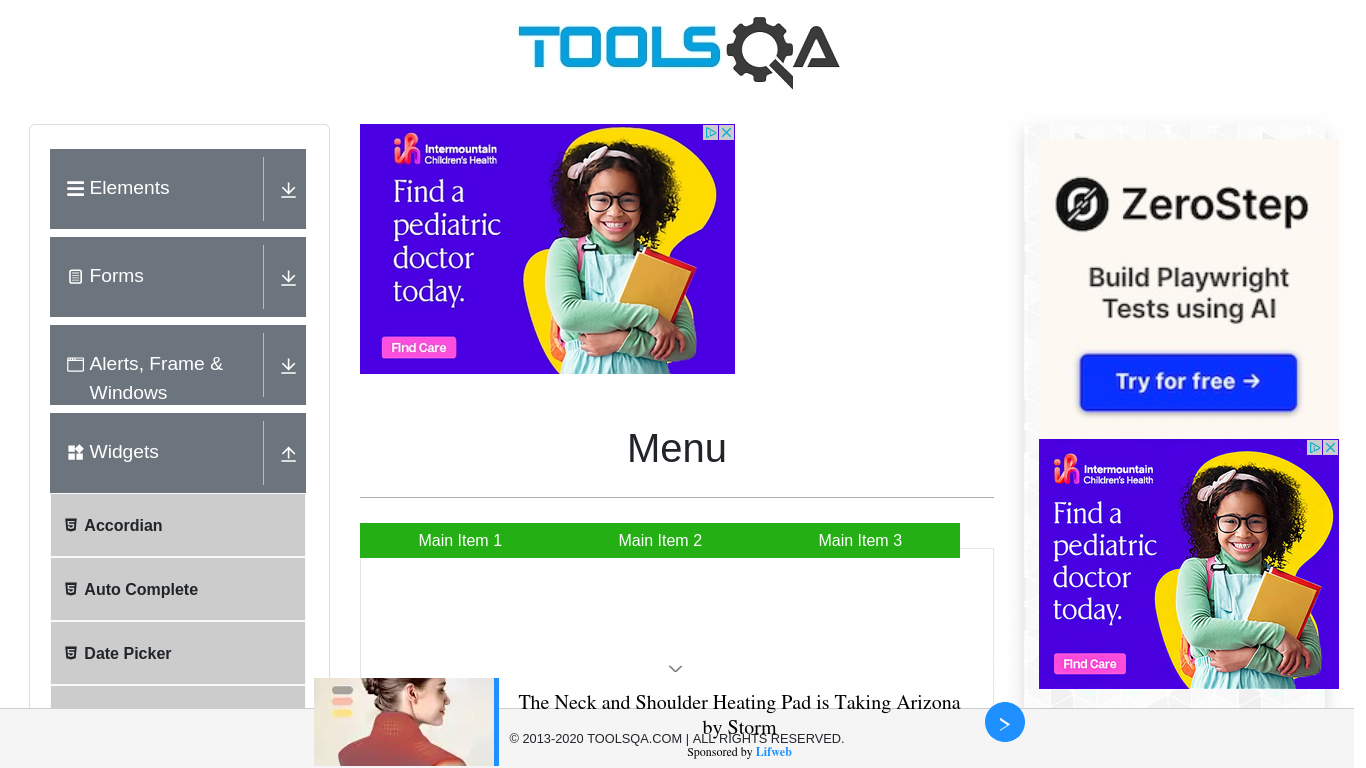 TOOLSQA
Elements
Forms
Alerts, Frame &
Windows
Widgets
Accordian
Auto Complete
Date Picker
Intermountain
Children's Health
Find a
pediatric
doctor
today.
Find Care
Menu
Main Item 1
Main Item 2
Main Item 3
ZeroStep
Build Playwright
Tests using AI
Try for free →
Intermountain
Children's Health
Find a
pediatric
doctor
today.
Find Care
The Neck and Shoulder Heating Pad is Taking Arizona
by Storm
© 2013-2020 TOOLSQA.COM | ALL RIGHTS RESERVED.
Sponsored by Lifweb